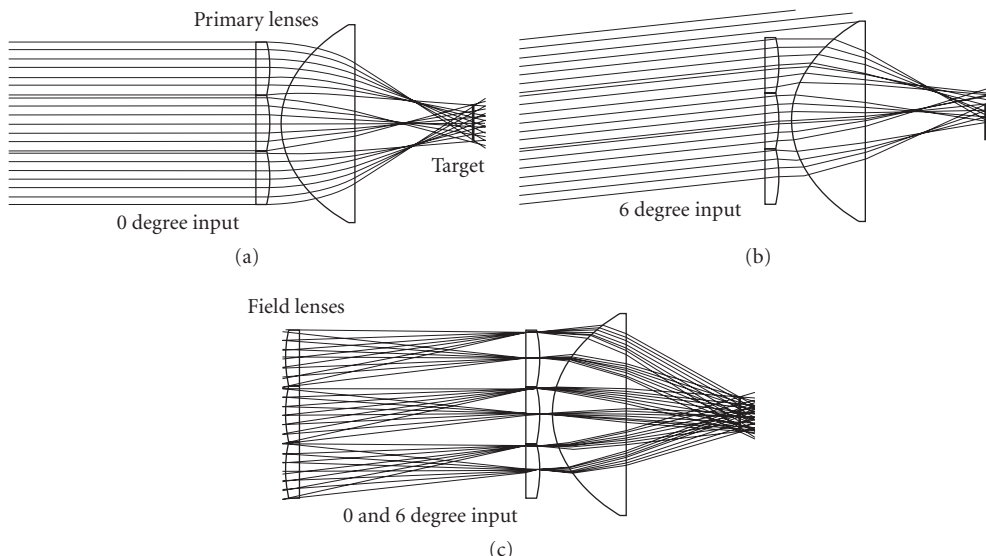 Primary lenses
Target
0 degree input
(a)
6 degree input
(b)
Field lenses
0 and 6 degree input
(c)